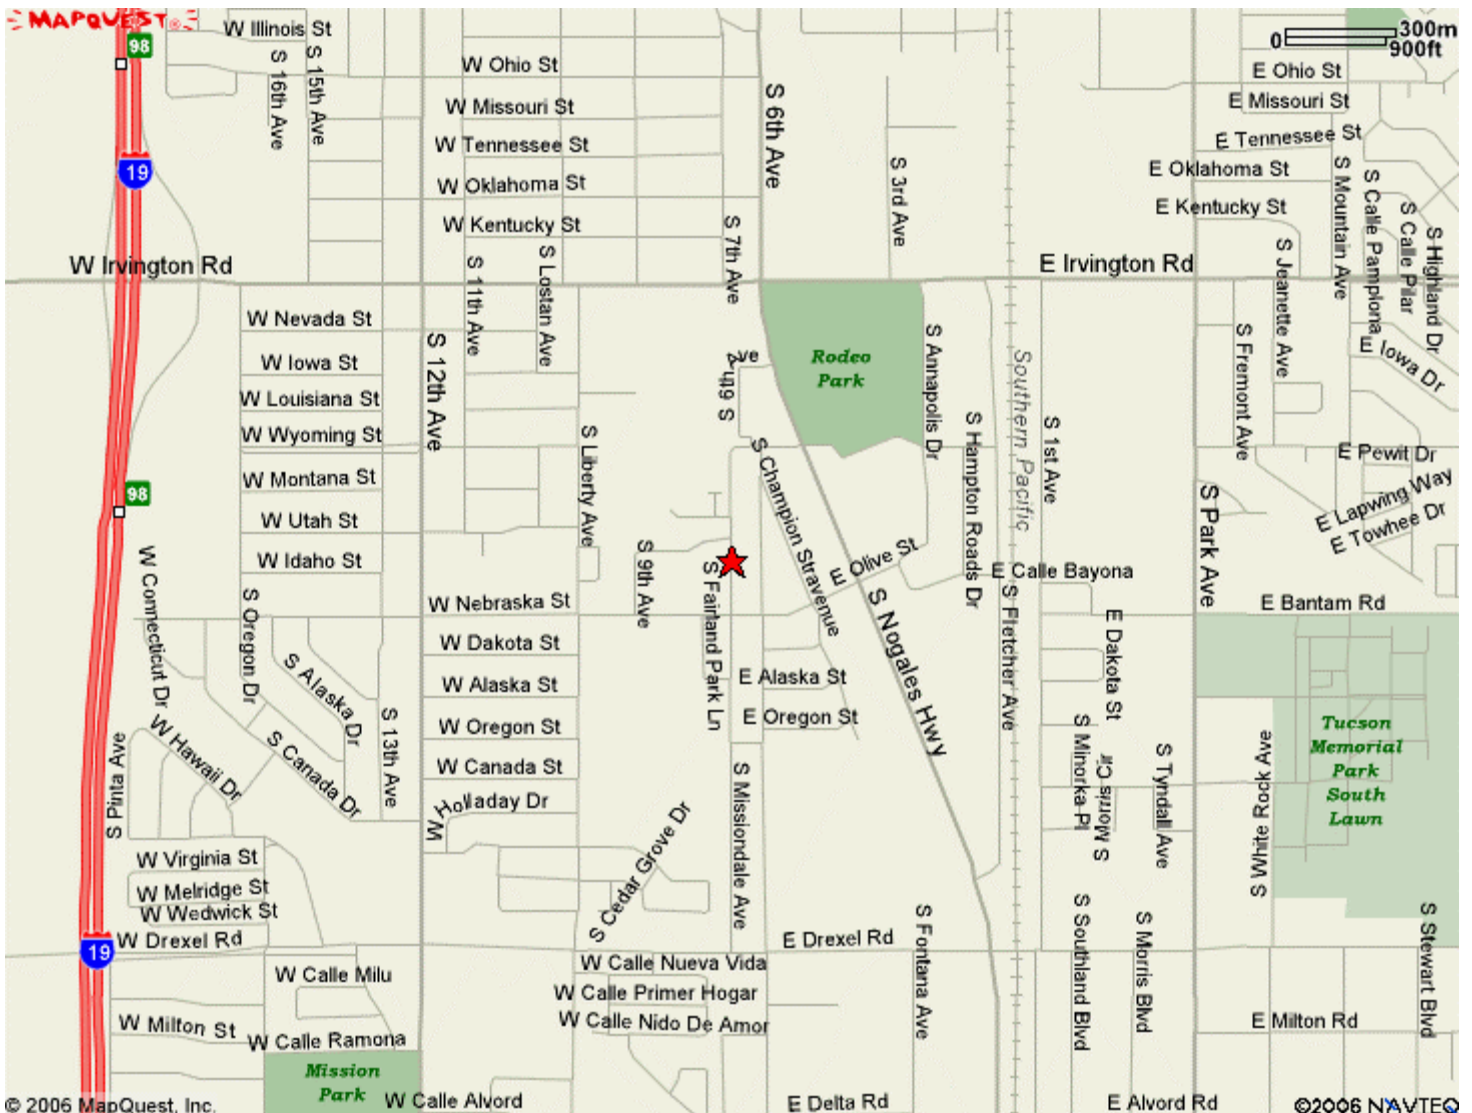 MAPQUEST
98
W Illinois St
S 16th Ave
S 15th Ave
W Ohio St
W Missouri St
W Tennessee St
W Oklahoma St
W Kentucky St
S 6th Ave
S 3rd Ave
S 7th Ave
0
300m
900ft
E Ohio St
E Missouri St
E Tennessee St
E Oklahoma St
E Kentucky St
S Mountain Ave
S Calle Pamplona
S Calle Pilar
S Highland Dr
S Jeanette Ave
19
W Irvington Rd
E Irvington Rd
S 11th Ave
S Lostan Ave
W Nevada St
W Iowa St
W Louisiana St
W Wyoming St
W Montana St
W Utah St
W Idaho St
S 12th Ave
S Liberty Ave
S 6th Ave
Rodeo
Park
S Annapolis Dr
S Hampton Roads Dr
Southern Pacific
S 1st Ave
S Fremont Ave
E Iowa Dr
E Pewit Dr
E Lapwing Way
E Towhee Dr
S Park Ave
98
S Champion Stravenue
E Olive St
E Calle Bayona
E Bantam Rd
W Connecticut Dr
S Oregon Dr
S Alaska Dr
S Canada Dr
W Hawaii Dr
S Pinta Ave
S 13th Ave
W Nebraska St
W Dakota St
W Alaska St
W Oregon St
W Canada St
W Holladay Dr
S 9th Ave
S Fairland Park Ln
E Alaska St
E Oregon St
S Nogales Hwy
S Fletcher Ave
E Dakota St
S Minorka Pl
S Morris Cir
S Tyndall Ave
S White Rock Ave
Tucson
Memorial
Park
South
Lawn
S Missiondale Ave
S Cedar Grove Dr
W Virginia St
W Melridge St
W Wedwick St
W Drexel Rd
19
E Drexel Rd
S Fontana Ave
S Southland Blvd
S Morris Blvd
S Stewart Blvd
W Calle Milu
W Calle Nueva Vida
W Calle Primer Hogar
W Calle Nido De Amor
W Milton St
E Milton Rd
W Calle Ramona
Mission
Park
W Calle Alvord
E Delta Rd
E Alvord Rd
© 2006 MapQuest, Inc.
©2006 NAVTEQ